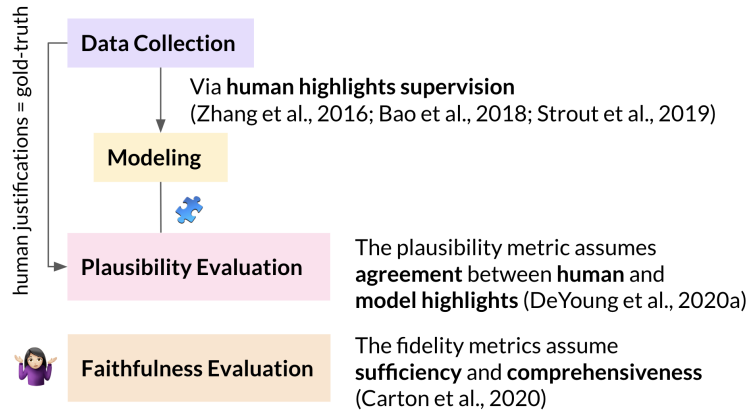 human justifications = gold-truth
Data Collection
Via human highlights supervision
(Zhang et al., 2016; Bao et al., 2018; Strout et al., 2019)
Modeling
Plausibility Evaluation
The plausibility metric assumes
agreement between human and
model highlights (DeYoung et al., 2020a)
Faithfulness Evaluation
The fidelity metrics assume
sufficiency and comprehensiveness
(Carton et al., 2020)